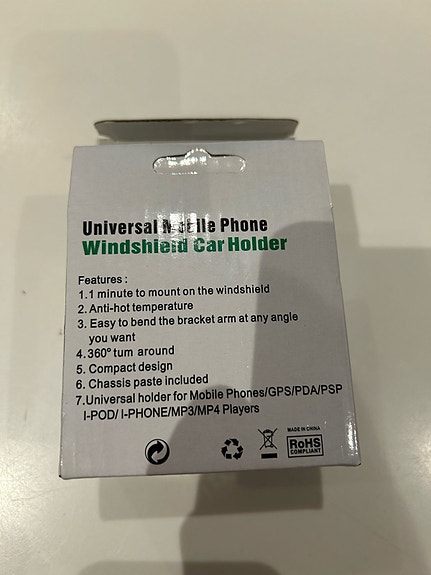 Universal Mobile Phone
Windshield Car Holder
Features :
1.1 minute to mount on the windshield
2. Anti-hot temperature
3. Easy to bend the bracket arm at any angle
you want
4.360° tum around
5. Compact design
6. Chassis paste included
7.Universal holder for Mobile Phones/GPS/PDA/PSP
I-POD/ I-PHONE/MP3/MP4 Players
MADE IN CHINA
RoHS
COMPLIANT